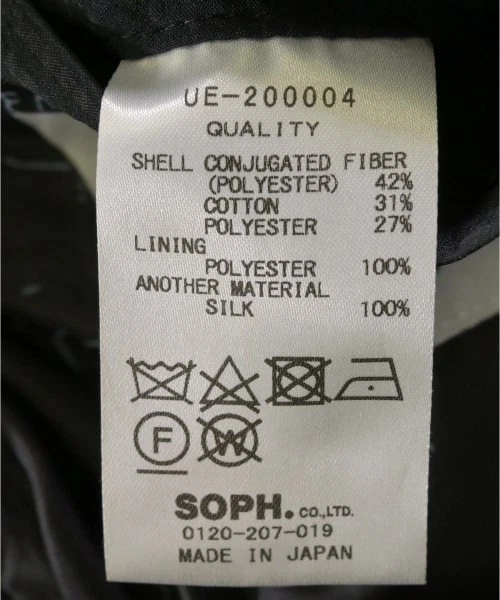 UE-200004
QUALITY
SHELL CONJUGATED FIBER
(POLYESTER) 42%
COTTON 31%
POLYESTER 27%
LINING
POLYESTER 100%
ANOTHER MATERIAL
SILK 100%
F W
SOPH. CO.,LTD.
0120-207-019
MADE IN JAPAN